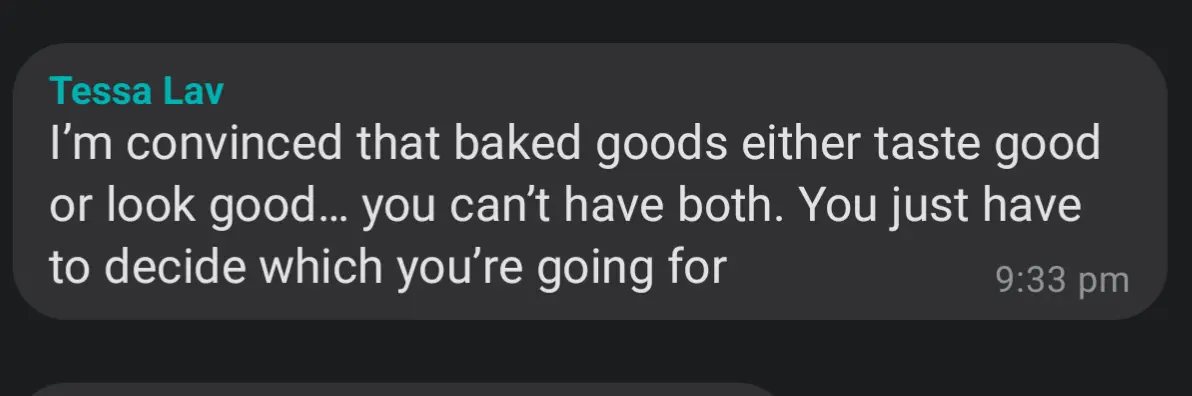 Tessa Lav
I’m convinced that baked goods either taste good
or look good... you can’t have both. You just have
to decide which you’re going for
9:33 pm